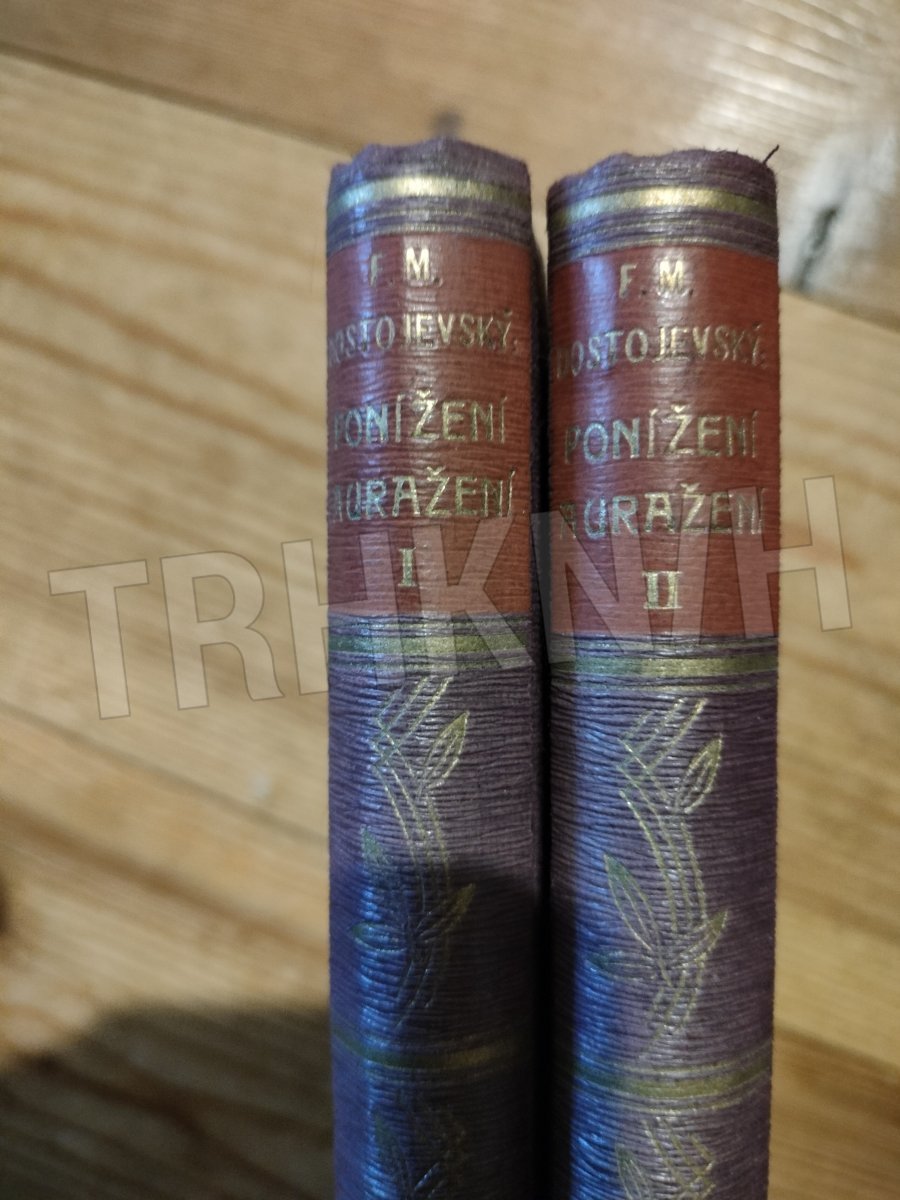 F. M.
DOSTOJEVSKÝ.
PONÍŽENÍ
A URAŽENÍ
I
F. M.
DOSTOJEVSKÝ.
PONÍŽENÍ
A URAŽENÍ
II
TRHKNIH